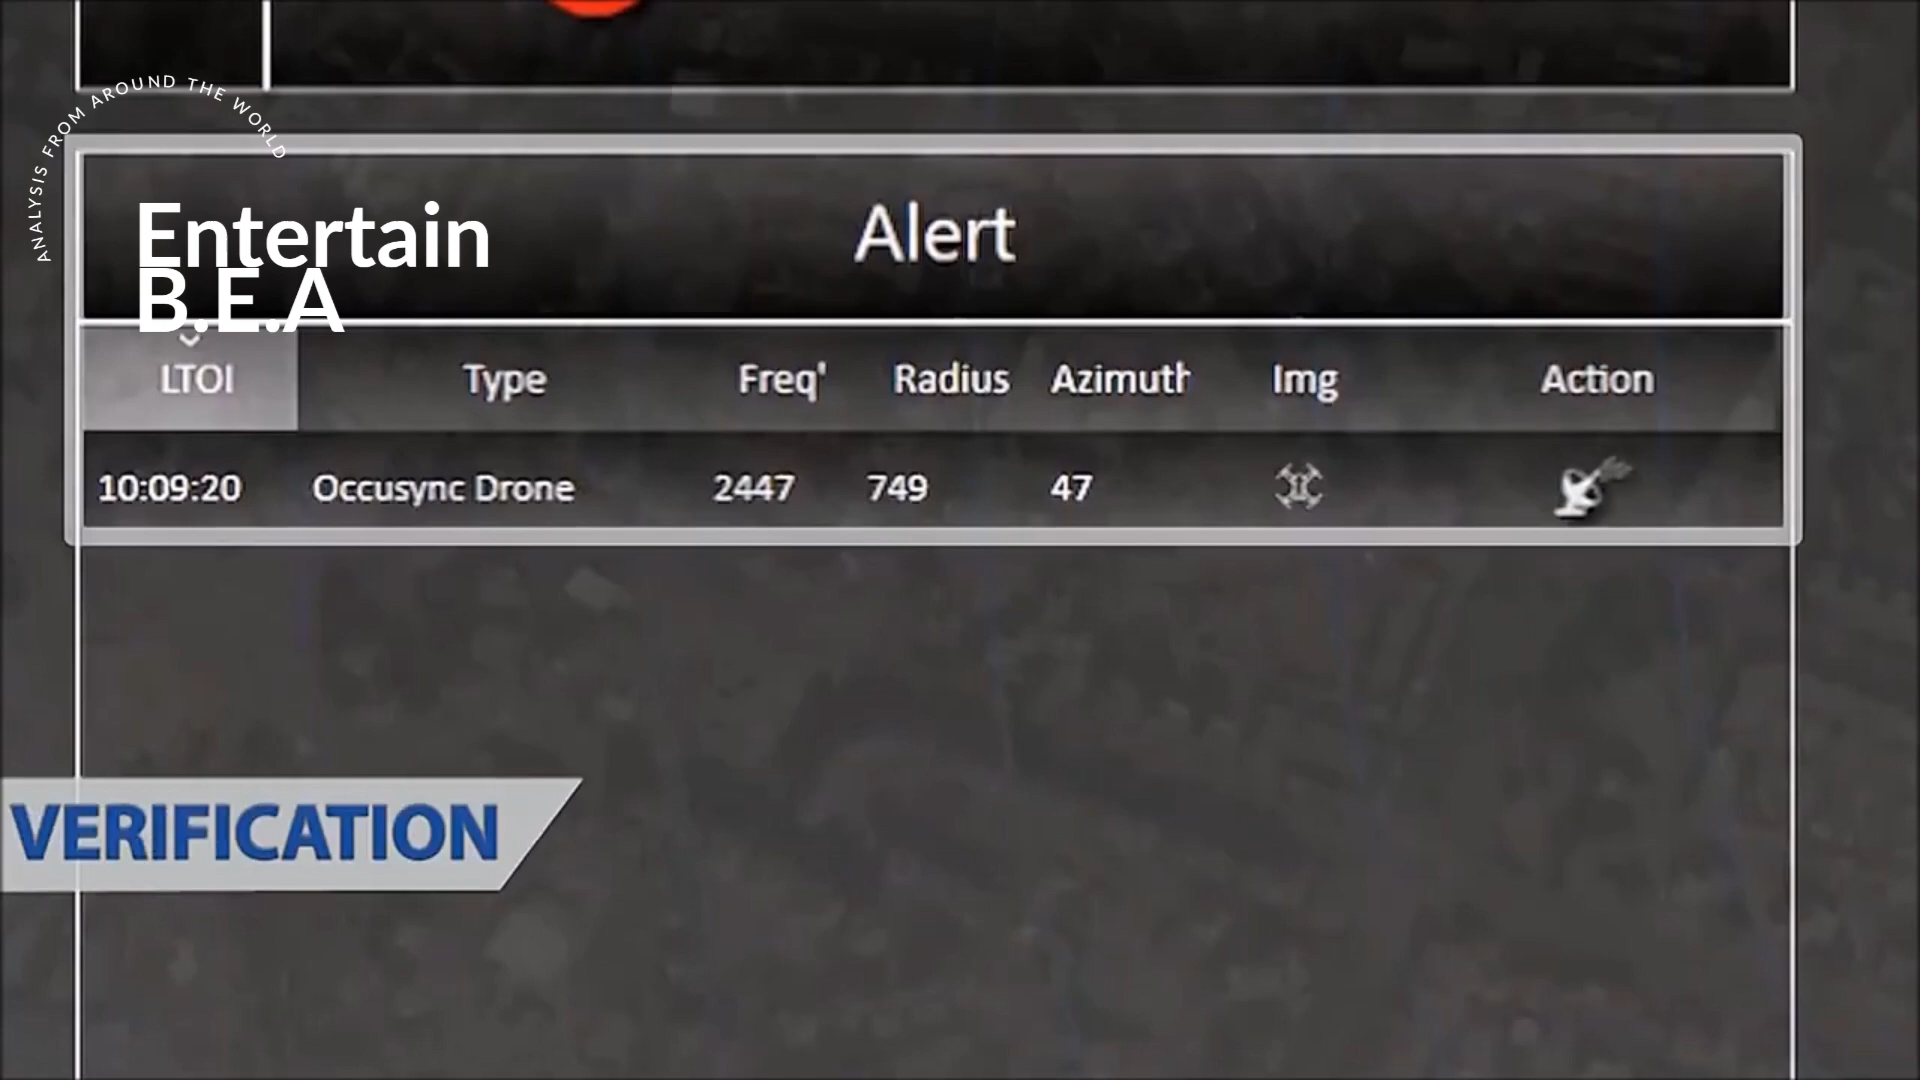 ANALYSIS FROM AROUND THE WORLD
Entertain
B.E.A
Alert
LTOI Type Freq' Radius Azimuth Img Action
10:09:20 Occusync Drone 2447 749 47
VERIFICATION